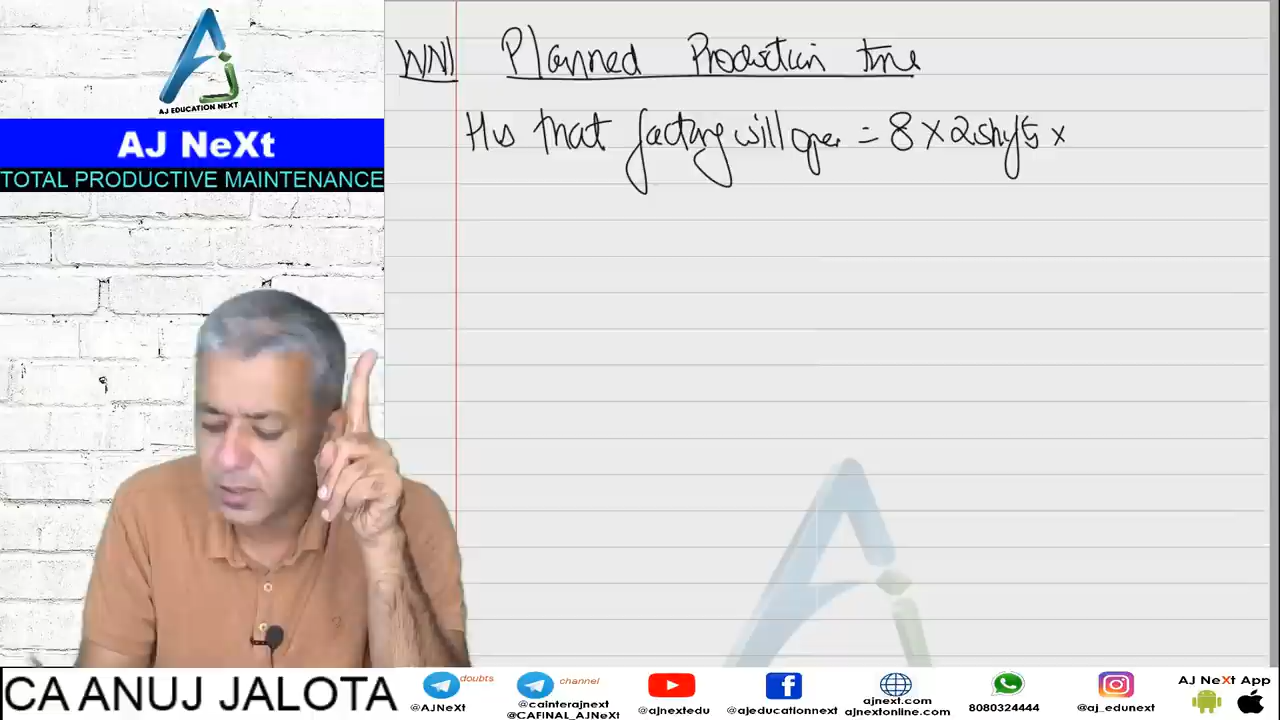 AJ EDUCATION NEXT
AJ NeXt
TOTAL PRODUCTIVE MAINTENANCE
WN1 Planned Production time
Hrs that factory will open = 8 × 2 shifts ×
CA ANUJ JALOTA
doubts
@AJNeXt
channel
@cainterajnext
@CAFINAL_AJNeXt
@ajnextedu
@ajeducationnext
ajnext.com
ajnextonline.com
8080324444
@aj_edunext
AJ NeXt App